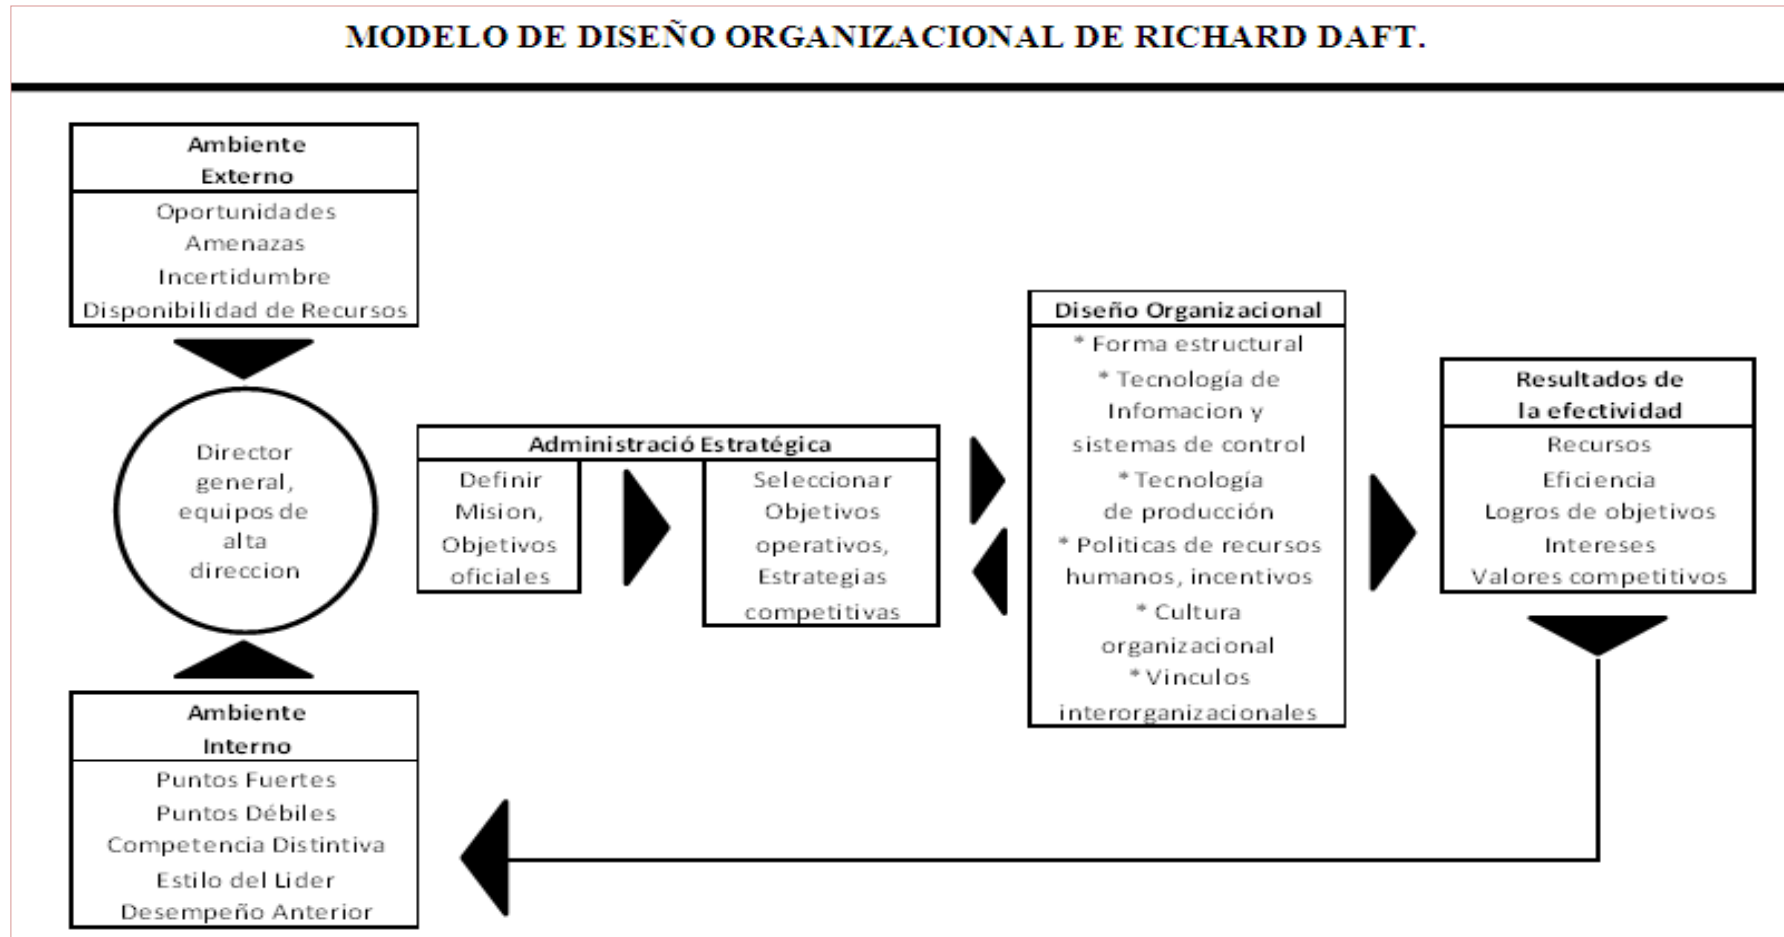 MODELO DE DISEÑO ORGANIZACIONAL DE RICHARD DAFT.
Ambiente
Externo
Oportunidades
Amenazas
Incertidumbre
Disponibilidad de Recursos
Director
general,
equipos de
alta
direccion
Ambiente
Interno
Puntos Fuertes
Puntos Débiles
Competencia Distintiva
Estilo del Lider
Desempeño Anterior
Administració Estratégica
Definir
Mision,
Objetivos
oficiales
Seleccionar
Objetivos
operativos,
Estrategias
competitivas
Diseño Organizacional
* Forma estructural
* Tecnología de
Infomacion y
sistemas de control
* Tecnología
de producción
* Politicas de recursos
humanos, incentivos
* Cultura
organizacional
* Vinculos
interorganizacionales
Resultados de
la efectividad
Recursos
Eficiencia
Logros de objetivos
Intereses
Valores competitivos